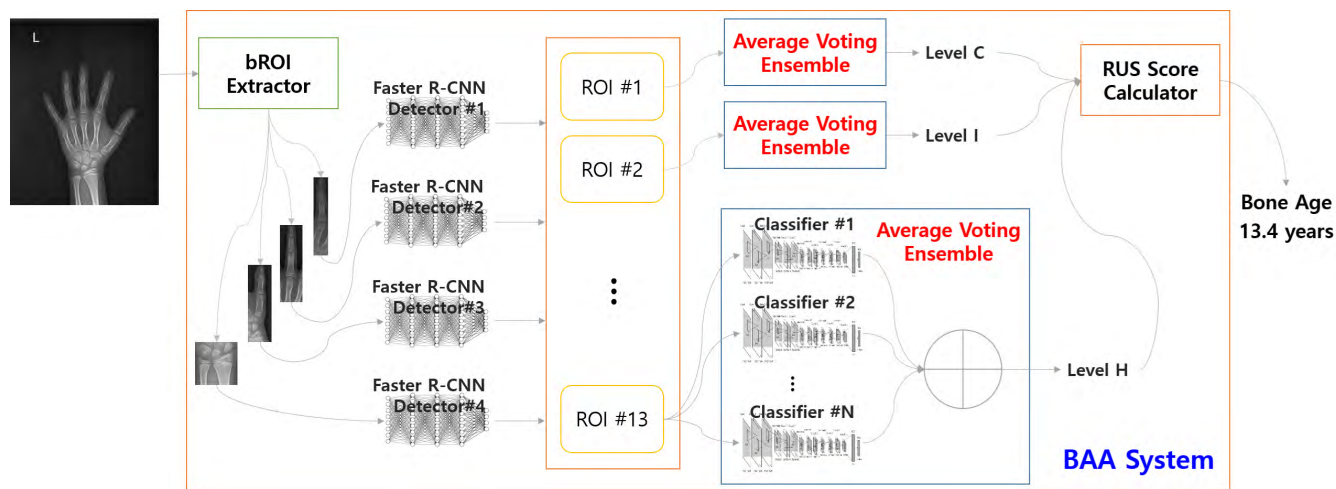 L
bROI
Extractor
Faster R-CNN
Detector #1
Faster R-CNN
Detector#2
Faster R-CNN
Detector#3
Faster R-CNN
Detector#4
ROI #1
ROI #2
⋮
ROI #13
Average Voting
Ensemble
Level C
Average Voting
Ensemble
Level I
Classifier #1
Average Voting
Ensemble
Classifier #2
⋮
Classifier #N
Level H
RUS Score
Calculator
Bone Age
13.4 years
BAA System